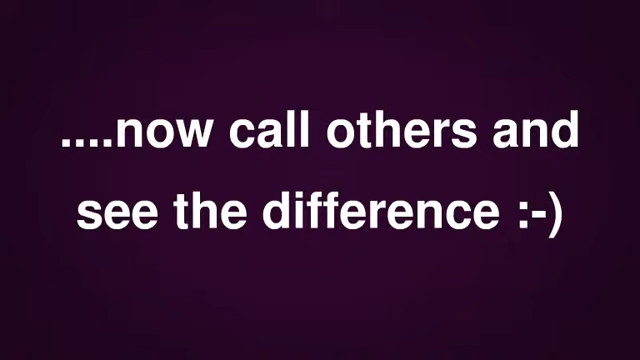 ....now call others and
see the difference :-)